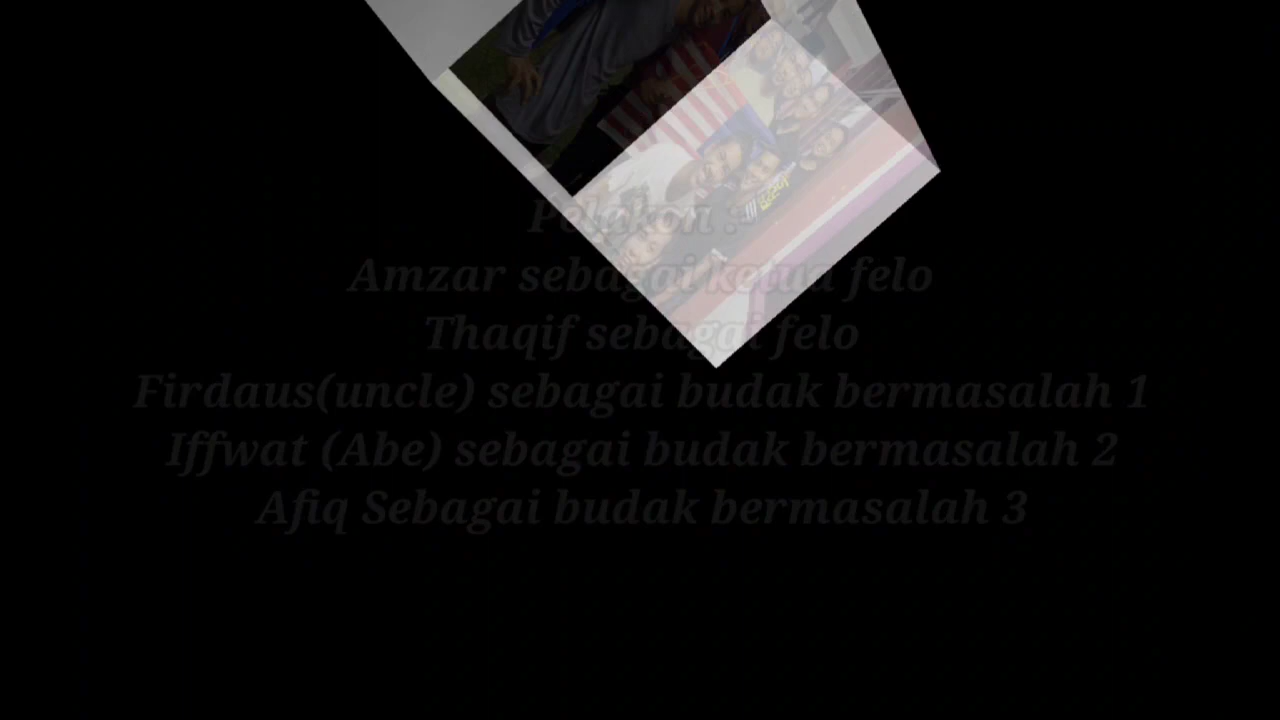 Pelakon :
Amzar sebagai ketua felo
Thaqif sebagai felo
Firdaus(uncle) sebagai budak bermasalah 1
Iffwat (Abe) sebagai budak bermasalah 2
Afiq Sebagai budak bermasalah 3